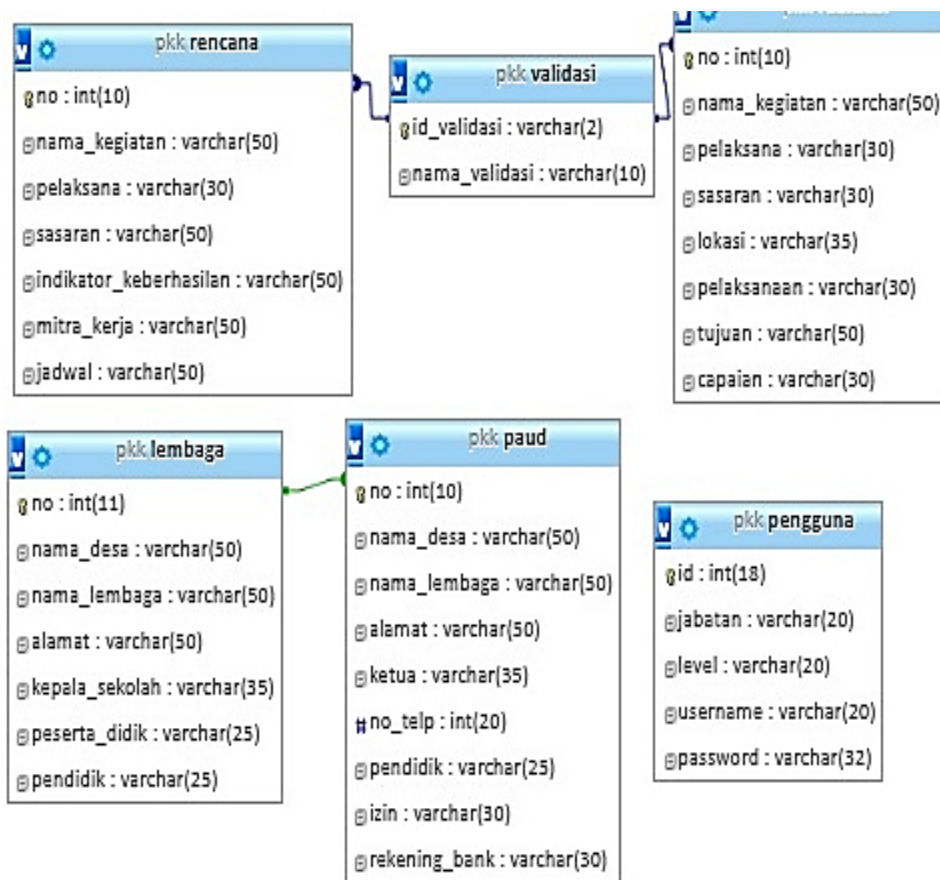 pkk rencana
no : int(10)
nama_kegiatan : varchar(50)
pelaksana : varchar(30)
sasaran : varchar(50)
indikator_keberhasilan : varchar(50)
mitra_kerja : varchar(50)
jadwal : varchar(50)
pkk validasi
id_validasi : varchar(2)
nama_validasi : varchar(10)
no : int(10)
nama_kegiatan : varchar(50)
pelaksana : varchar(30)
sasaran : varchar(30)
lokasi : varchar(35)
pelaksanaan : varchar(30)
tujuan : varchar(50)
capaian : varchar(30)
pkk lembaga
no : int(11)
nama_desa : varchar(50)
nama_lembaga : varchar(50)
alamat : varchar(50)
kepala_sekolah : varchar(35)
peserta_didik : varchar(25)
pendidik : varchar(25)
pkk paud
no : int(10)
nama_desa : varchar(50)
nama_lembaga : varchar(50)
alamat : varchar(50)
ketua : varchar(35)
no_telp : int(20)
pendidik : varchar(25)
izin : varchar(30)
rekening_bank : varchar(30)
pkk pengguna
id : int(18)
jabatan : varchar(20)
level : varchar(20)
username : varchar(20)
password : varchar(32)